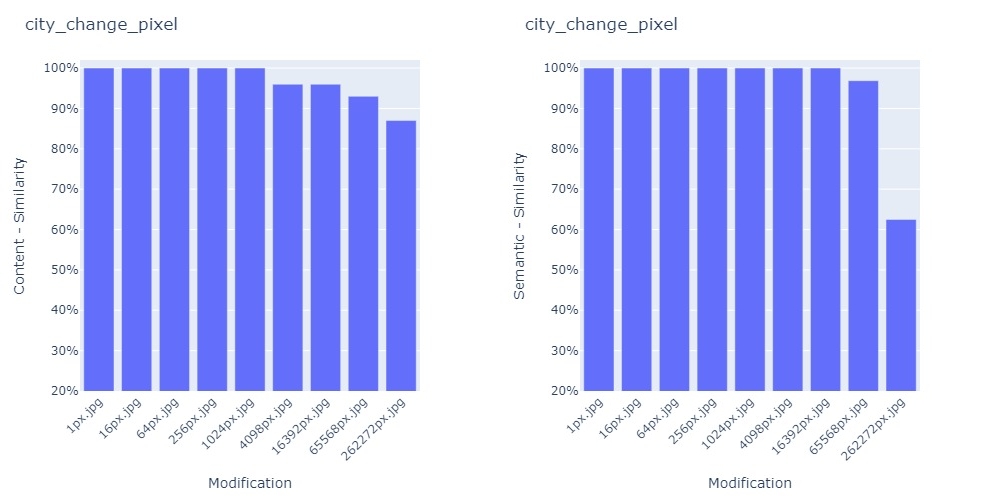 city_change_pixel
100%
90%
80%
70%
60%
50%
40%
30%
20%
Content - Similarity
1px.jpg
16px.jpg
64px.jpg
256px.jpg
1024px.jpg
4098px.jpg
16392px.jpg
65568px.jpg
262272px.jpg
Modification
city_change_pixel
100%
90%
80%
70%
60%
50%
40%
30%
20%
Semantic - Similarity
1px.jpg
16px.jpg
64px.jpg
256px.jpg
1024px.jpg
4098px.jpg
16392px.jpg
65568px.jpg
262272px.jpg
Modification